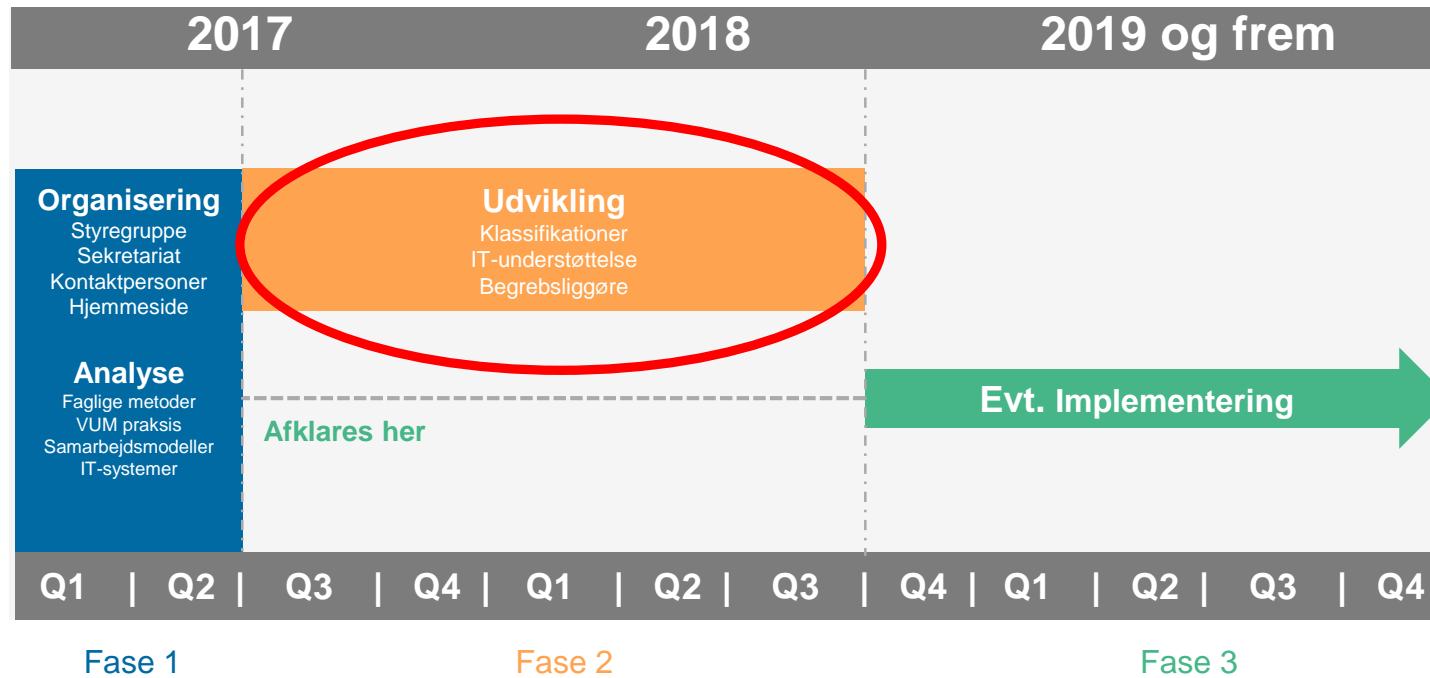 2017 2018 2019 og frem
Organisering
Styregruppe
Sekretariat
Kontaktpersoner
Hjemmeside
Analyse
Faglige metoder
VUM praksis
Samarbejdsmodeller
IT-systemer
Udvikling
Klassifikationer
IT-understøttelse
Begrebsliggøre
Afklares her
Evt. Implementering
Q1 | Q2 | Q3 | Q4 | Q1 | Q2 | Q3 | Q4 | Q1 | Q2 | Q3 | Q4
Fase 1 Fase 2 Fase 3